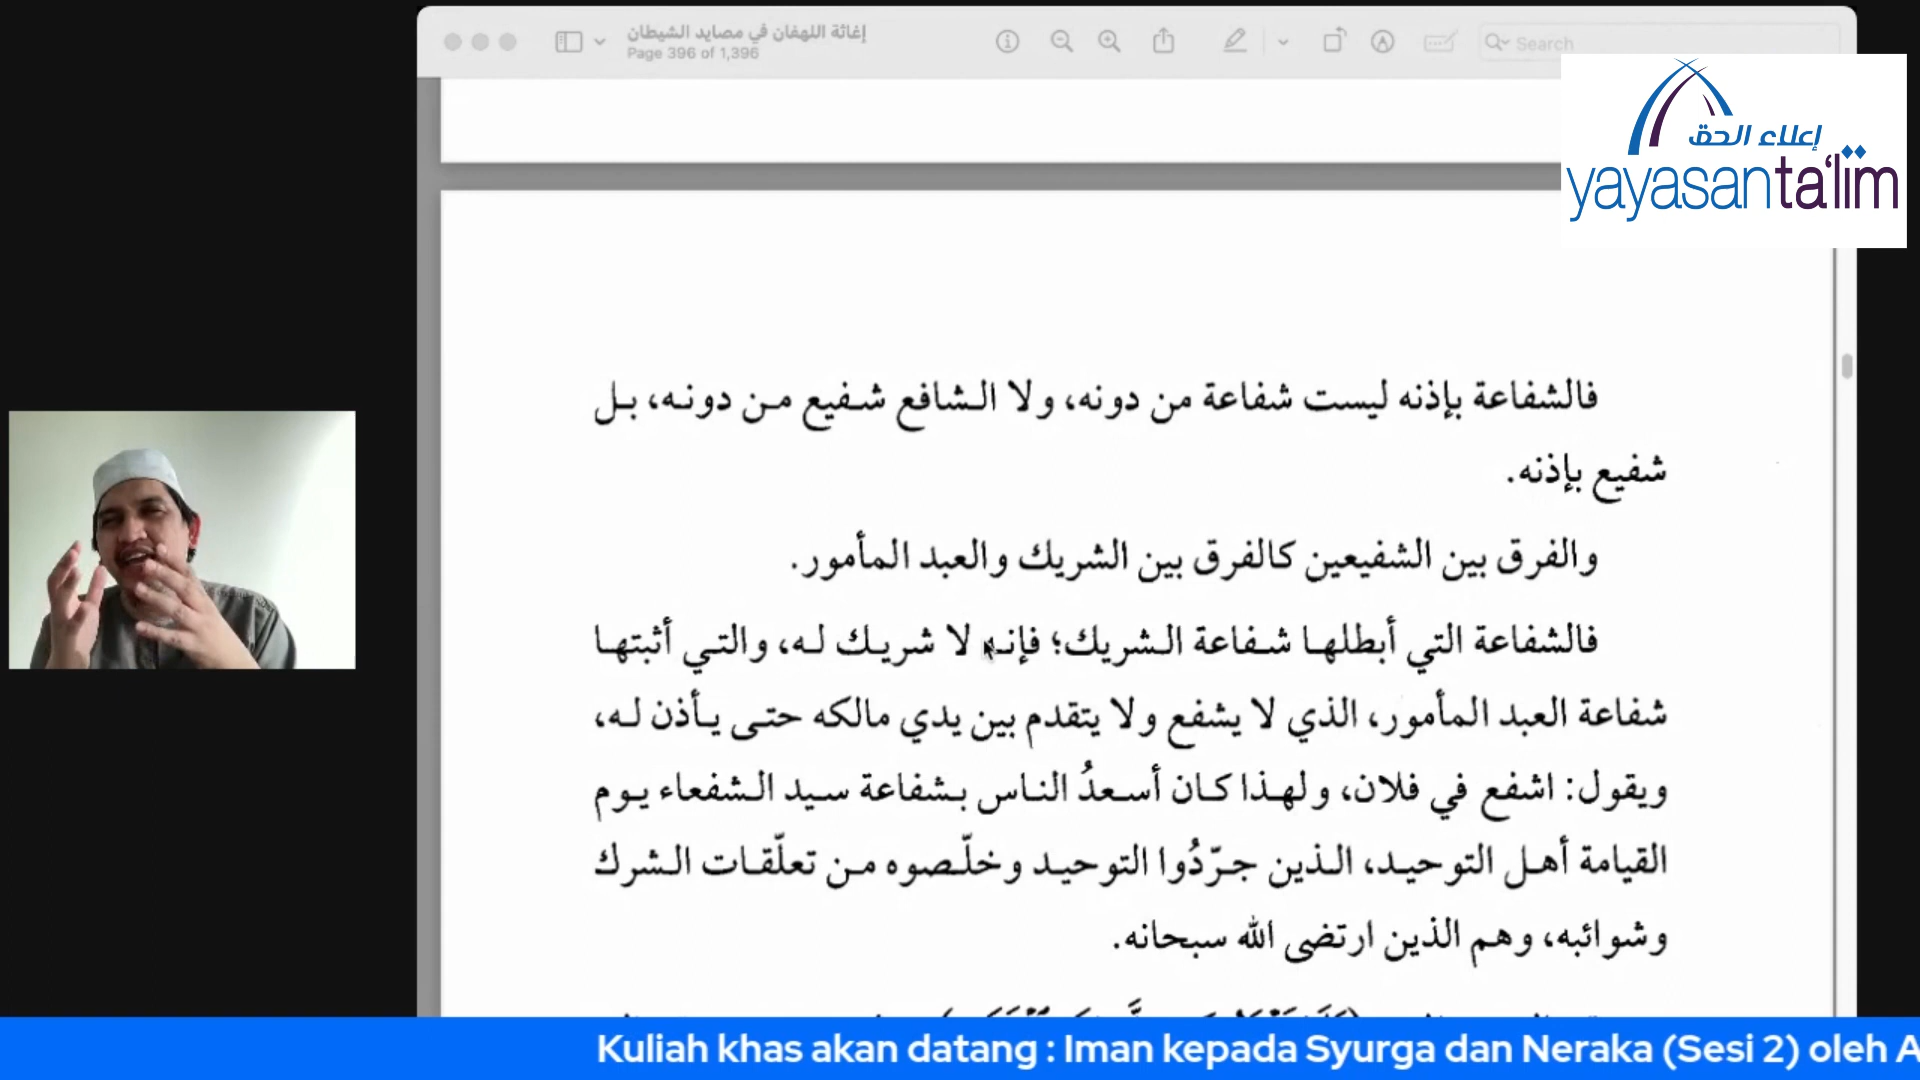 إغاثة اللهفان في مصايد الشيطان
Page 396 of 1,396
Search
إعلاء الحق
yayasanta'lim
فالشفاعة بإذنه ليست شفاعة من دونه، ولا الشافع شفيع من دونه، بل
شفيع بإذنه.
والفرق بين الشفيعين كالفرق بين الشريك والعبد المأمور.
فالشفاعة التي أبطلها شفاعة الشريك؛ فإنه لا شريك له، والتي أثبتها
شفاعة العبد المأمور، الذي لا يشفع ولا يتقدم بين يدي مالكه حتى يأذن له،
ويقول: اشفع في فلان، ولهذا كان أسعدُ الناس بشفاعة سيد الشفعاء يوم
القيامة أهل التوحيد، الذين جرّدُوا التوحيد وخلّصوه من تعلّقات الشرك
وشوائبه، وهم الذين ارتضى الله سبحانه.
Kuliah khas akan datang : Iman kepada Syurga dan Neraka (Sesi 2) oleh A